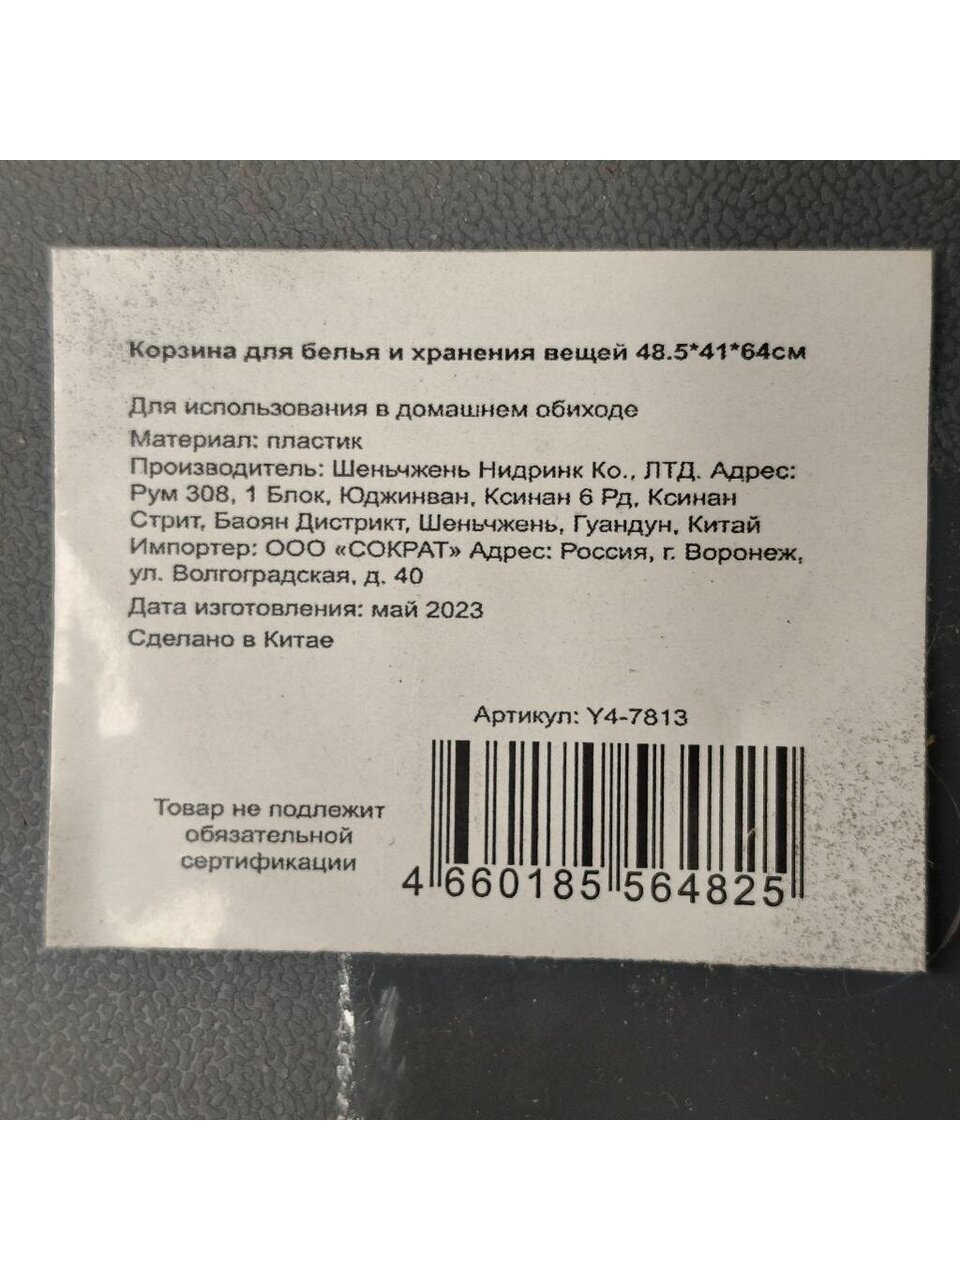 Корзина для белья и хранения вещей 48.5*41*64см
Для использования в домашнем обиходе
Материал: пластик
Производитель: Шеньчжень Нидринк Ко., ЛТД. Адрес:
Рум 308, 1 Блок, Юджинван, Ксинан 6 Рд, Ксинан
Стрит, Баоян Дистрикт, Шеньчжень, Гуандун, Китай
Импортер: ООО «СОКРАТ» Адрес: Россия, г. Воронеж,
ул. Волгоградская, д. 40
Дата изготовления: май 2023
Сделано в Китае
Артикул: Y4-7813
Товар не подлежит
обязательной
сертификации
4 660185 564825